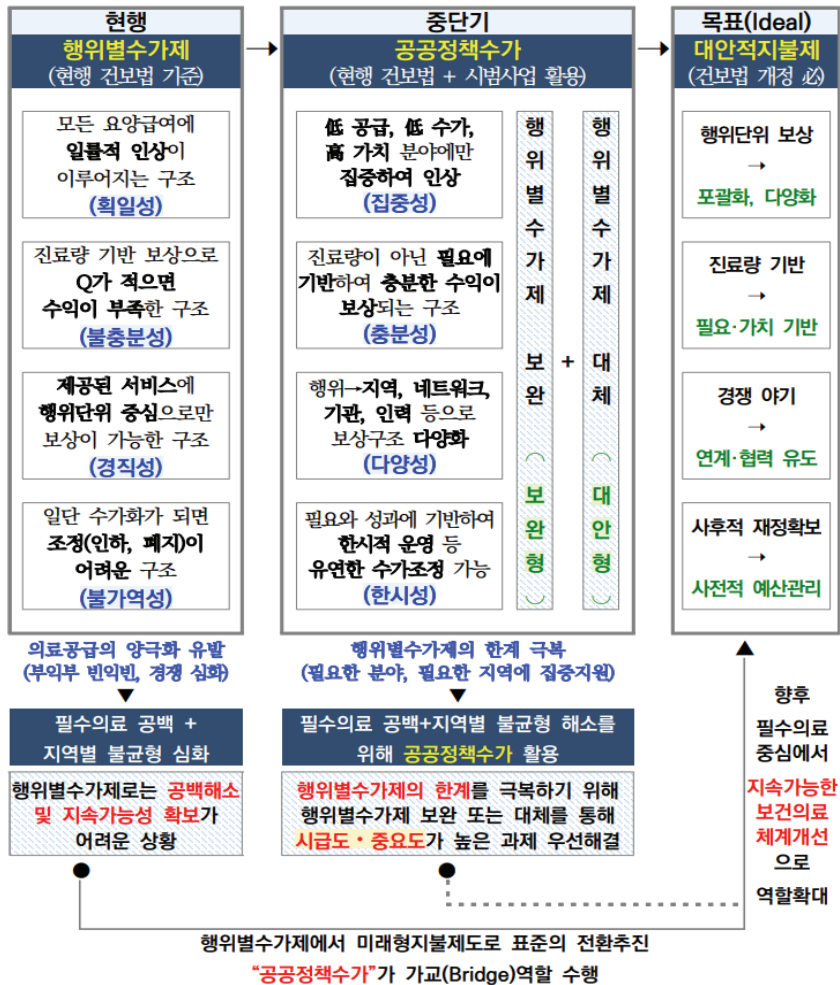 현행
행위별수가제
(현행 건보법 기준)
모든 요양급여에
일률적 인상이
이루어지는 구조
(획일성)
진료량 기반 보상으로
Q가 적으면
수익이 부족한 구조
(불충분성)
제공된 서비스에
행위단위 중심으로만
보상이 가능한 구조
(경직성)
일단 수가화가 되면
조정(인하, 폐지)이
어려운 구조
(불가역성)
의료공급의 양극화 유발
(부익부 빈익빈, 경쟁 심화)
필수의료 공백 +
지역별 불균형 심화
행위별수가제로는 공백해소
및 지속가능성 확보가
어려운 상황
중단기
공공정책수가
(현행 건보법 + 시범사업 활용)
低 공급, 低 수가,
高 가치 분야에만
집중하여 인상
(집중성)
진료량이 아닌 필요에
기반하여 충분한 수익이
보상되는 구조
(충분성)
행위→지역, 네트워크,
기관, 인력 등으로
보상구조 다양화
(다양성)
필요와 성과에 기반하여
한시적 운영 등
유연한 수가조정 가능
(한시성)
행위별수가제 보완 (보완형)
+
행위별수가제 대체 (대안형)
행위별수가제의 한계 극복
(필요한 분야, 필요한 지역에 집중지원)
필수의료 공백+지역별 불균형 해소를
위해 공공정책수가 활용
행위별수가제의 한계를 극복하기 위해
행위별수가제 보완 또는 대체를 통해
시급도・중요도가 높은 과제 우선해결
목표(Ideal)
대안적지불제
(건보법 개정 必)
행위단위 보상
→
포괄화, 다양화
진료량 기반
→
필요·가치 기반
경쟁 야기
→
연계·협력 유도
사후적 재정확보
→
사전적 예산관리
향후
필수의료
중심에서
지속가능한
보건의료
체계개선
으로
역할확대
행위별수가제에서 미래형지불제도로 표준의 전환추진
“공공정책수가”가 가교(Bridge)역할 수행